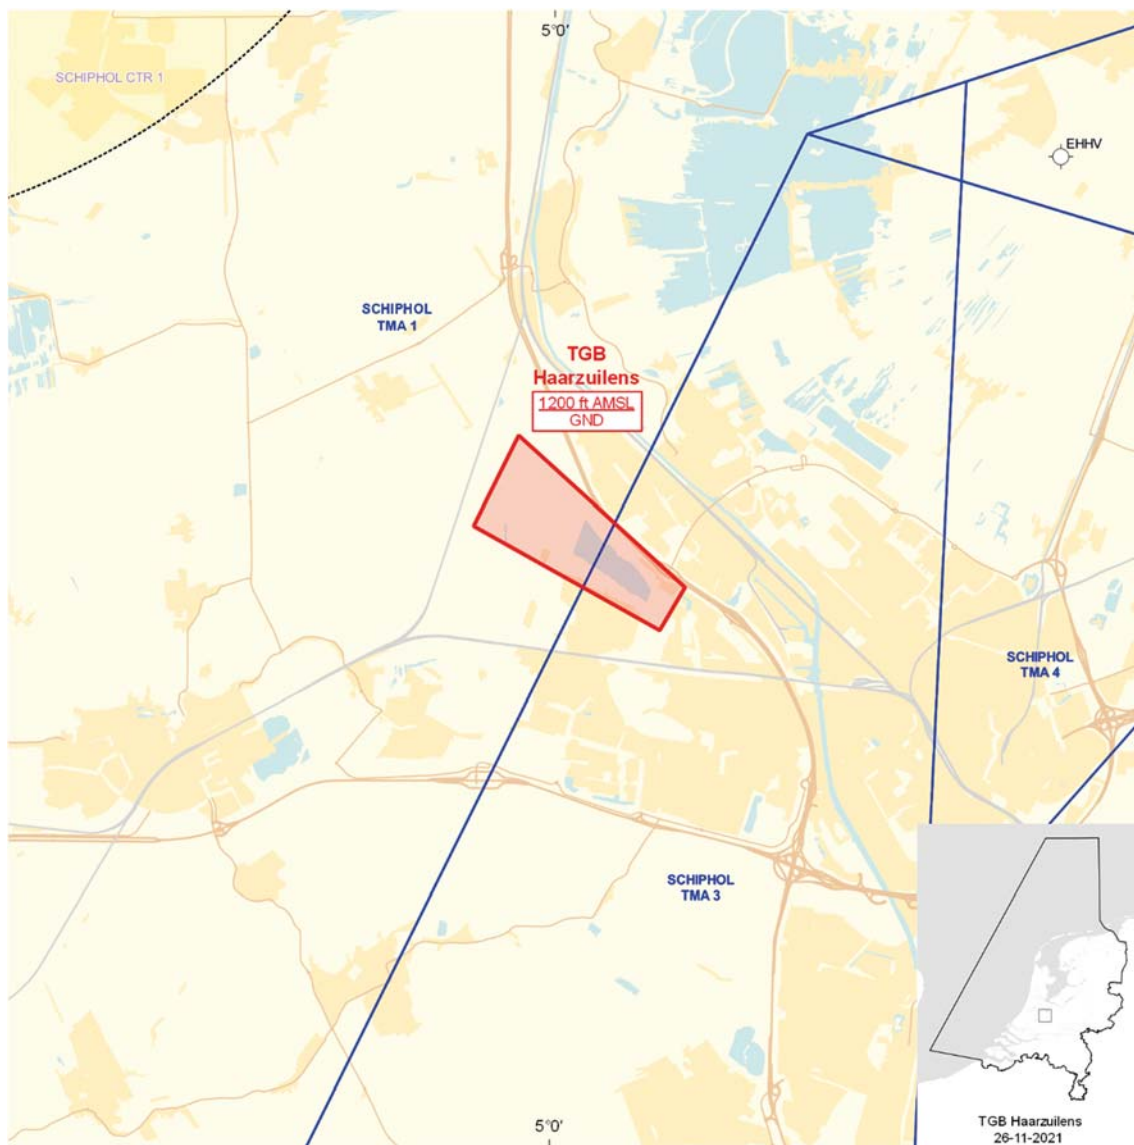 5°0'
SCHIPHOL CTR 1
EHHV
SCHIPHOL
TMA 1
TGB
Haarzuilens
1200 ft AMSL
GND
SCHIPHOL
TMA 4
SCHIPHOL
TMA 3
5°0'
TGB Haarzuilens
26-11-2021